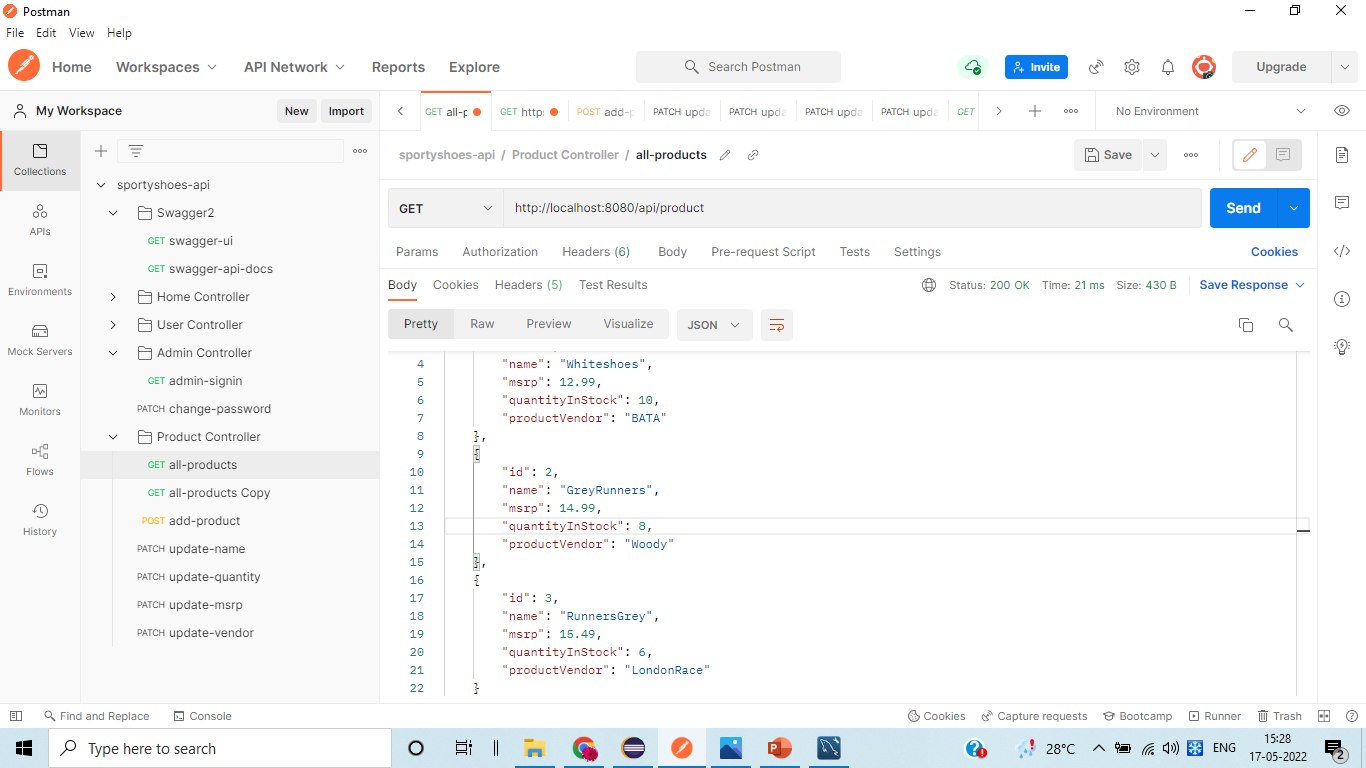 Postman
File Edit View Help
Home Workspaces API Network Reports Explore Search Postman Invite Upgrade
My Workspace New Import GET all-p GET http: POST add-p PATCH upda PATCH upda PATCH upda PATCH upda GET No Environment
sportyshoes-api / Product Controller / all-products Save
Collections
APIs
Environments
Mock Servers
Monitors
Flows
History
sportyshoes-api
Swagger2
GET swagger-ui
GET swagger-api-docs
Home Controller
User Controller
Admin Controller
GET admin-signin
PATCH change-password
Product Controller
GET all-products
GET all-products Copy
POST add-product
PATCH update-name
PATCH update-quantity
PATCH update-msrp
PATCH update-vendor
GET http://localhost:8080/api/product Send
Params Authorization Headers (6) Body Pre-request Script Tests Settings Cookies
Body Cookies Headers (5) Test Results Status: 200 OK Time: 21 ms Size: 430 B Save Response
Pretty Raw Preview Visualize JSON
4 "name": "Whiteshoes",
5 "msrp": 12.99,
6 "quantityInStock": 10,
7 "productVendor": "BATA"
8 },
9 {
10 "id": 2,
11 "name": "GreyRunners",
12 "msrp": 14.99,
13 "quantityInStock": 8,
14 "productVendor": "Woody"
15 },
16 {
17 "id": 3,
18 "name": "RunnersGrey",
19 "msrp": 15.49,
20 "quantityInStock": 6,
21 "productVendor": "LondonRace"
22 }
Find and Replace Console Cookies Capture requests Bootcamp Runner Trash
Type here to search 28°C ENG 15:28
17-05-2022 2